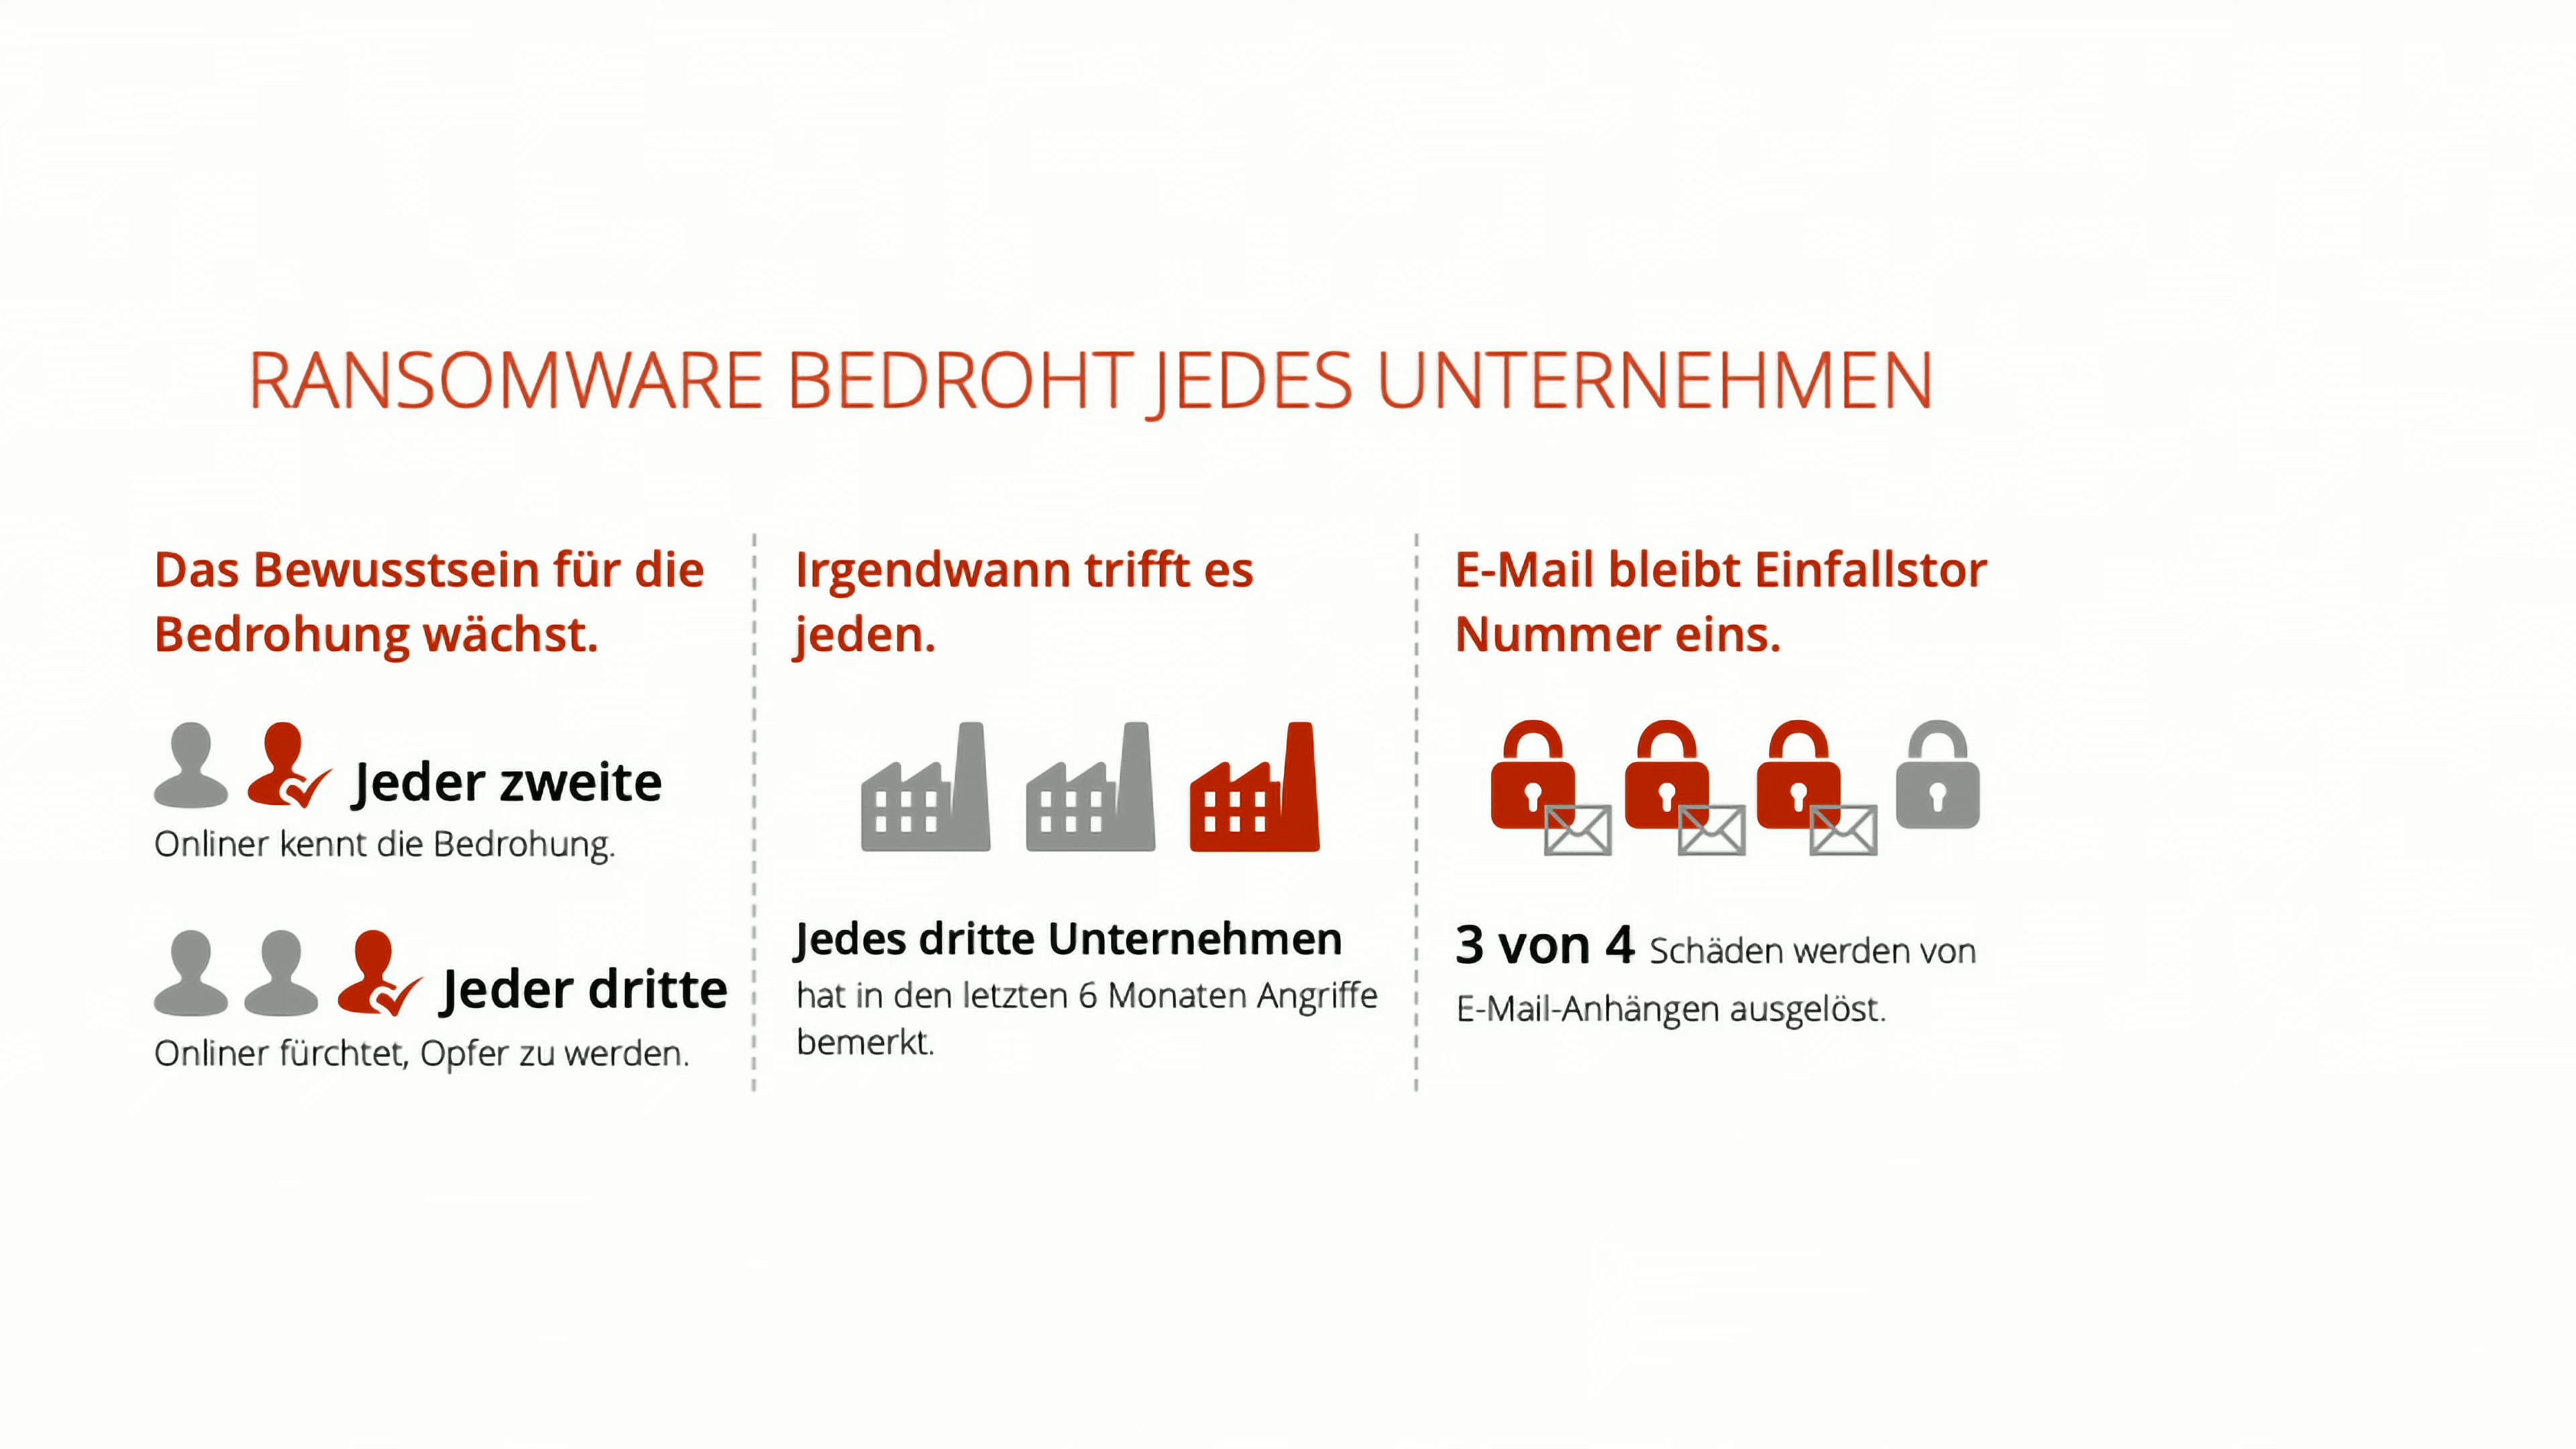 RANSOMWARE BEDROHT JEDES UNTERNEHMEN
Das Bewusstsein für die
Bedrohung wächst.
Jeder zweite
Onliner kennt die Bedrohung.
Jeder dritte
Onliner fürchtet, Opfer zu werden.
Irgendwann trifft es
jeden.
Jedes dritte Unternehmen
hat in den letzten 6 Monaten Angriffe
bemerkt.
E-Mail bleibt Einfallstor
Nummer eins.
3 von 4 Schäden werden von
E-Mail-Anhängen ausgelöst.